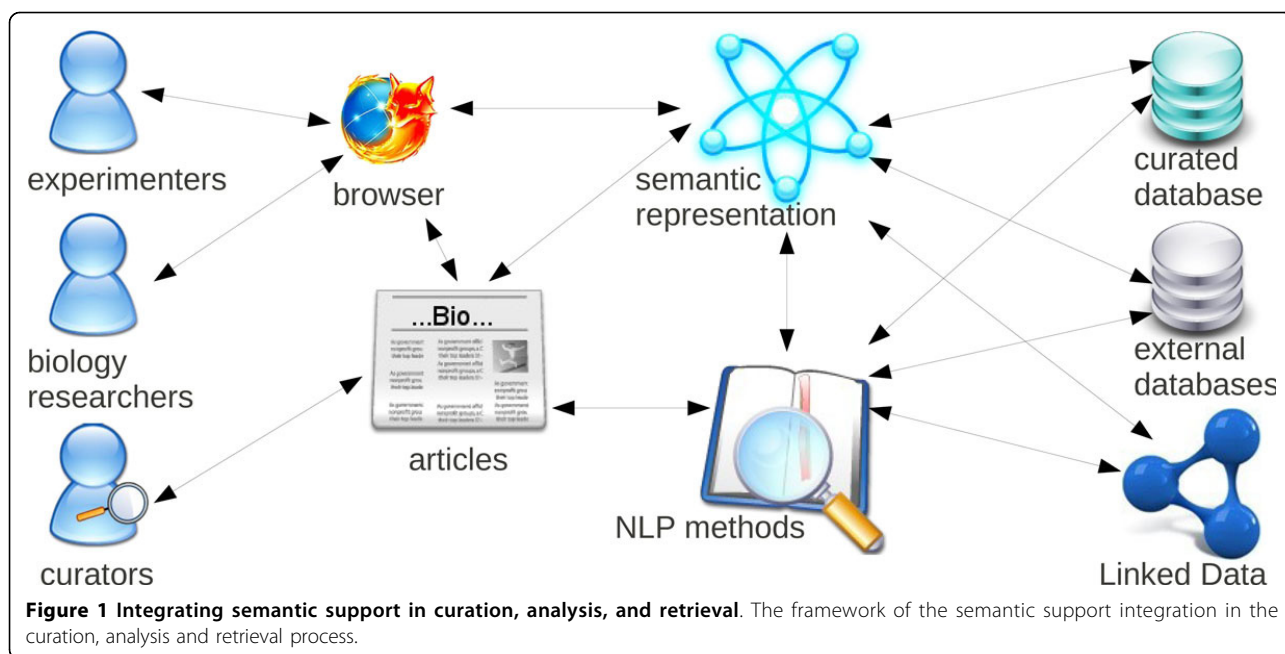 experimenters
browser
semantic
representation
curated
database
biology
researchers
...Bio...
articles
NLP methods
external
databases
curators
Linked Data
Figure 1 Integrating semantic support in curation, analysis, and retrieval. The framework of the semantic support integration in the
curation, analysis and retrieval process.